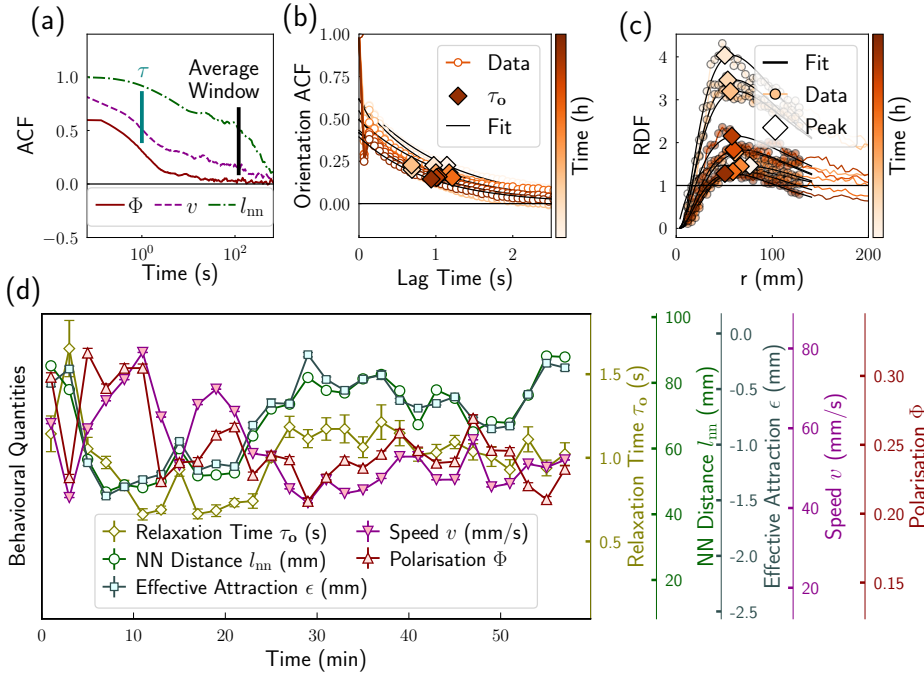 (a)
ACF
1.0
0.5
0.0
−0.5
τ
Average
Window
Φ v l_nn
10^0 10^2
Time (s)
(b)
Orientation ACF
1.00
0.75
0.50
0.25
0.00
Data
τ_o
Fit
0 1 2
Lag Time (s)
Time (h)
(c)
RDF
4
3
2
1
0
Fit
Data
Peak
0 100 200
r (mm)
Time (h)
(d)
Behavioural Quantities
Relaxation Time τ_o (s)
NN Distance l_nn (mm)
Effective Attraction ϵ (mm)
Speed v (mm/s)
Polarisation Φ
0 10 20 30 40 50
Time (min)
1.5
1.0
0.5
Relaxation Time τ_o (s)
100
80
60
40
20
NN Distance l_nn (mm)
0.0
-0.5
-1.0
-1.5
-2.0
-2.5
Effective Attraction ϵ (mm)
80
60
40
20
Speed v (mm/s)
0.30
0.25
0.20
0.15
Polarisation Φ